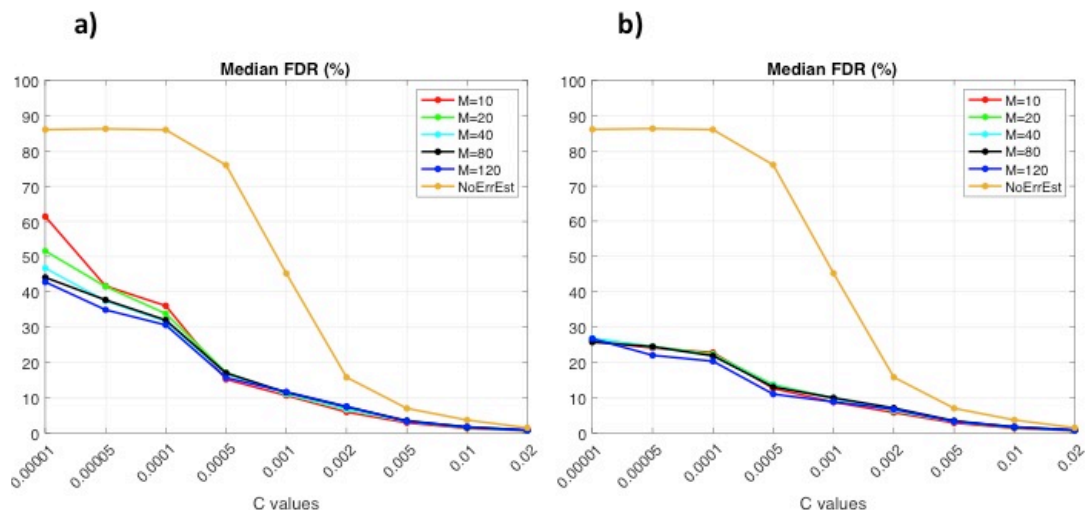 a)
Median FDR (%)
100
90
80
70
60
50
40
30
20
10
0
M=10
M=20
M=40
M=80
M=120
NoErrEst
0.00001
0.00005
0.0001
0.0005
0.001
0.002
0.005
0.01
0.02
C values
b)
Median FDR (%)
100
90
80
70
60
50
40
30
20
10
0
M=10
M=20
M=40
M=80
M=120
NoErrEst
0.00001
0.00005
0.0001
0.0005
0.001
0.002
0.005
0.01
0.02
C values